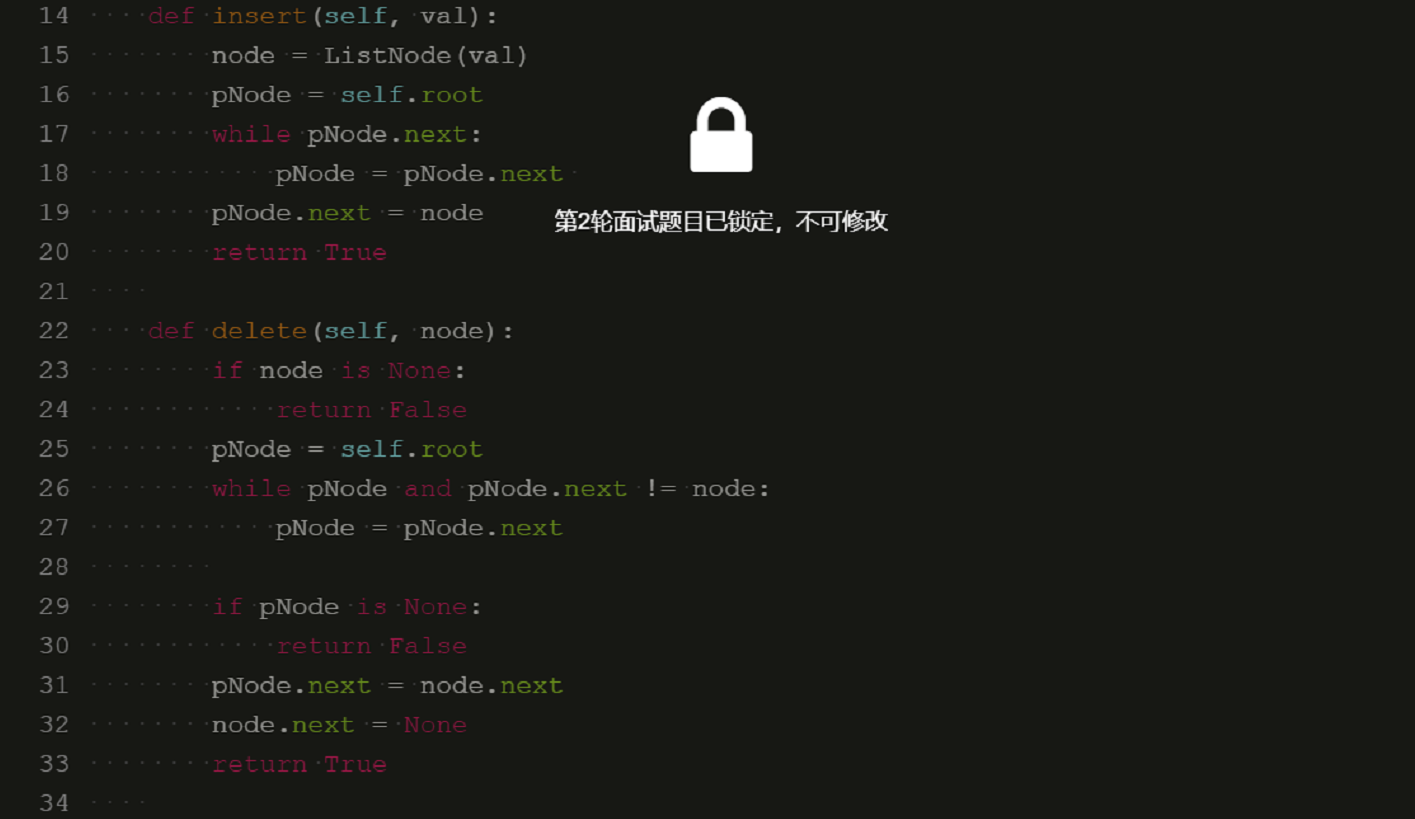 14 def insert(self, val):
15 node = ListNode(val)
16 pNode = self.root
17 while pNode.next:
18 pNode = pNode.next
19 pNode.next = node
第2轮面试题目已锁定，不可修改
20 return True
21
22 def delete(self, node):
23 if node is None:
24 return False
25 pNode = self.root
26 while pNode and pNode.next != node:
27 pNode = pNode.next
28
29 if pNode is None:
30 return False
31 pNode.next = node.next
32 node.next = None
33 return True
34